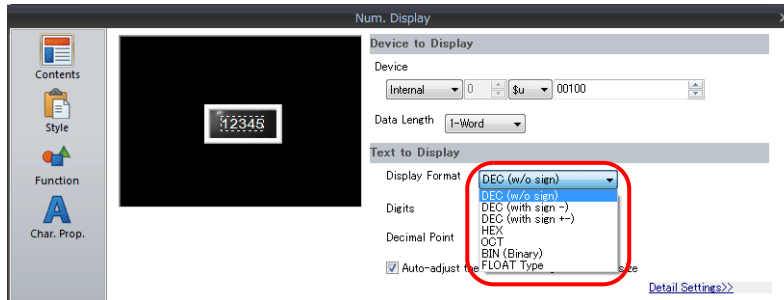 Num. Display
Contents
Style
Function
Char. Prop.
12345
Device to Display
Device
Internal 0 $u 00100
Data Length 1-Word
Text to Display
Display Format DEC (w/o sign)
DEC (w/o sign)
DEC (with sign -)
DEC (with sign +-)
HEX
OCT
BIN (Binary)
FLOAT Type
Digits
Decimal Point
Auto-adjust the
Detail Settings>>